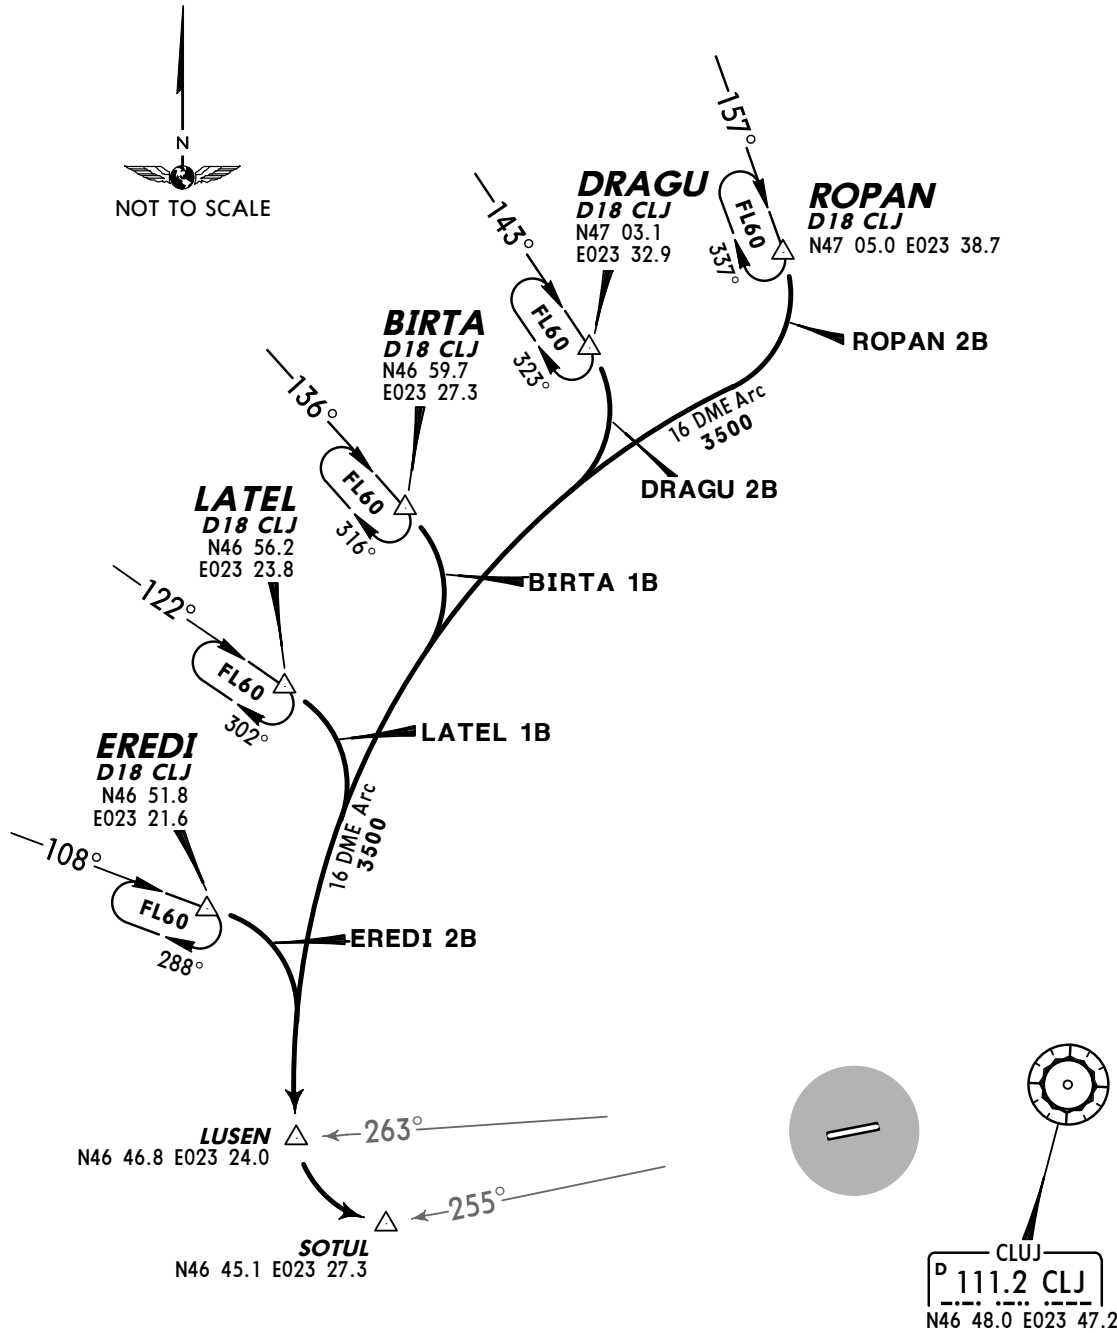 N
NOT TO SCALE
157°
FL60
337°
ROPAN
D18 CLJ
N47 05.0 E023 38.7
ROPAN 2B
143°
FL60
323°
DRAGU
D18 CLJ
N47 03.1
E023 32.9
16 DME Arc
3500
DRAGU 2B
136°
FL60
316°
BIRTA
D18 CLJ
N46 59.7
E023 27.3
BIRTA 1B
122°
FL60
302°
LATEL
D18 CLJ
N46 56.2
E023 23.8
LATEL 1B
108°
FL60
288°
EREDI
D18 CLJ
N46 51.8
E023 21.6
16 DME Arc
3500
EREDI 2B
LUSEN
N46 46.8 E023 24.0
263°
255°
SOTUL
N46 45.1 E023 27.3
CLUJ
D 111.2 CLJ
N46 48.0 E023 47.2